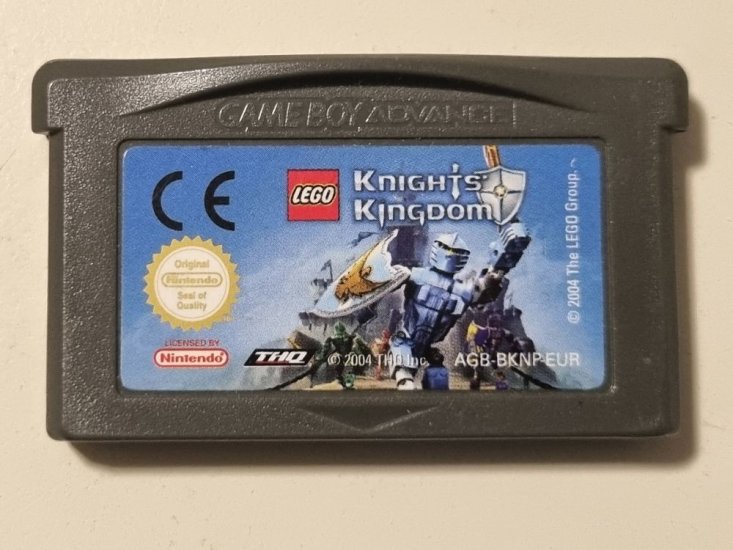 GAME BOY ADVANCE
CE
LEGO
KNIGHTS'
KINGDOM
Original
Nintendo
Seal of
Quality
LICENSED BY
Nintendo
THQ
© 2004 THQ Inc.
AGB-BKNP-EUR
© 2004 The LEGO Group.